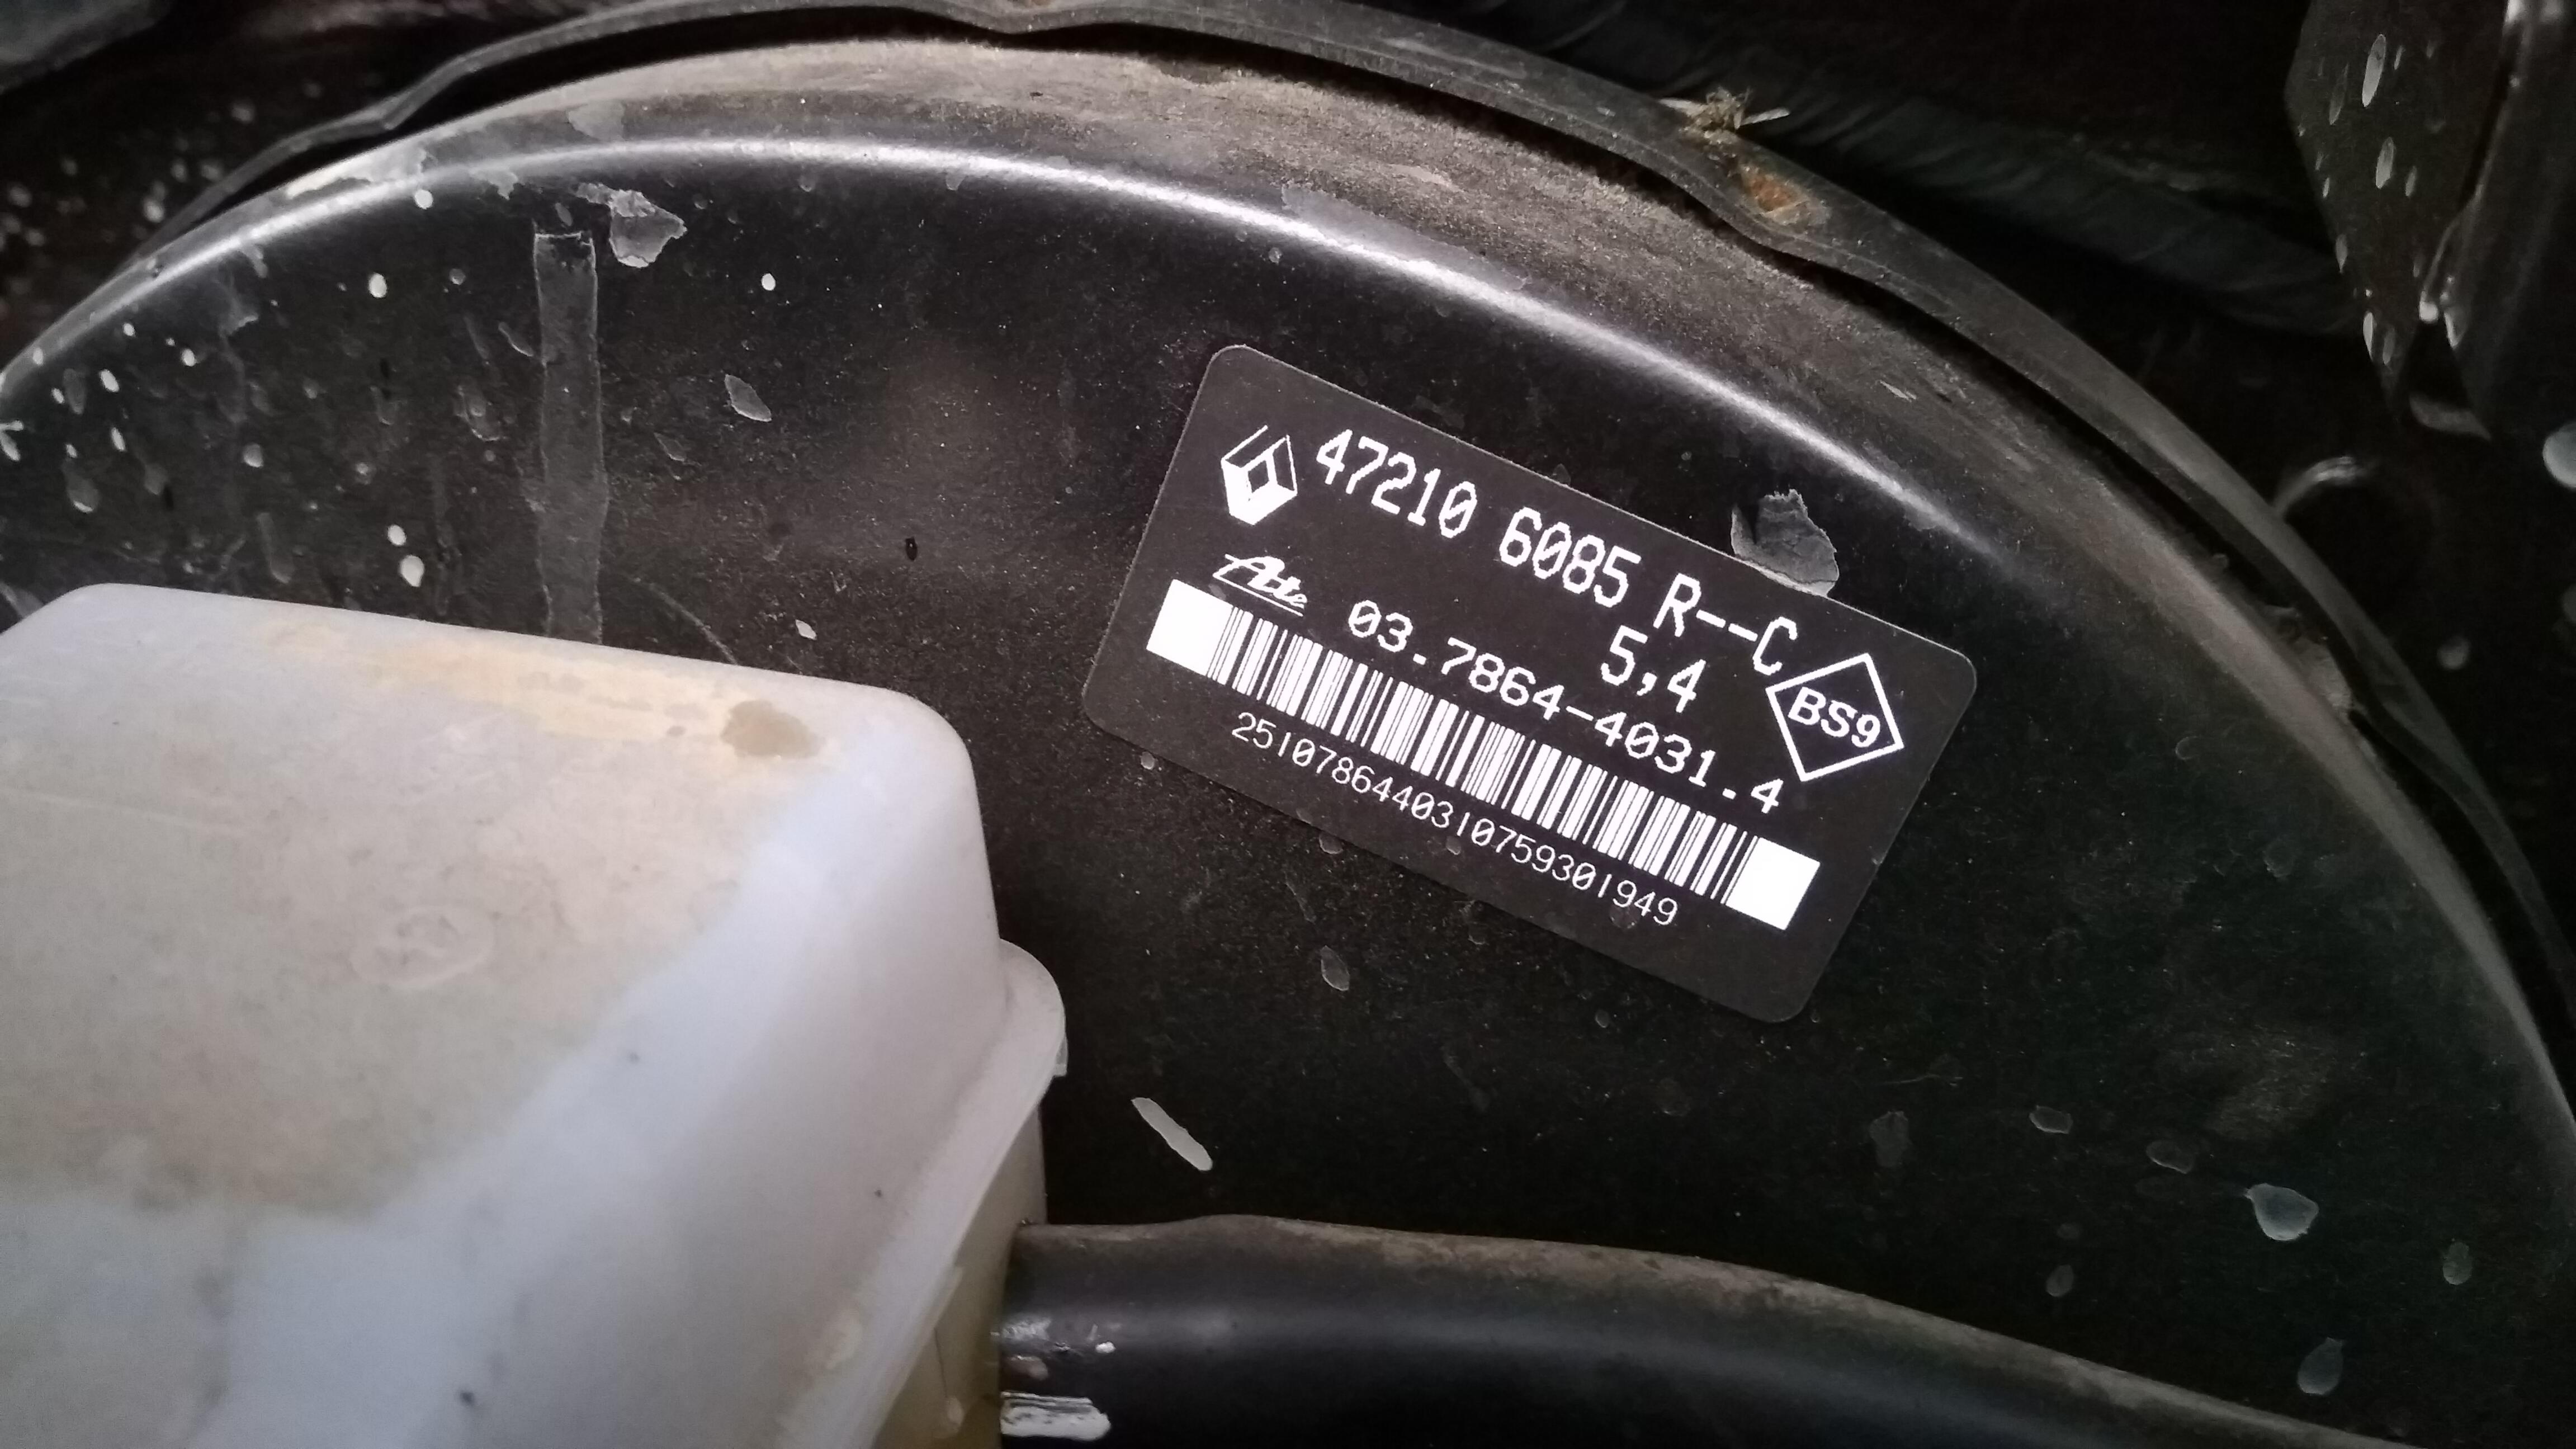 47210 6085 R--C
5,4
BS9
Ate 03.7864-4031.4
2510786440310759301949